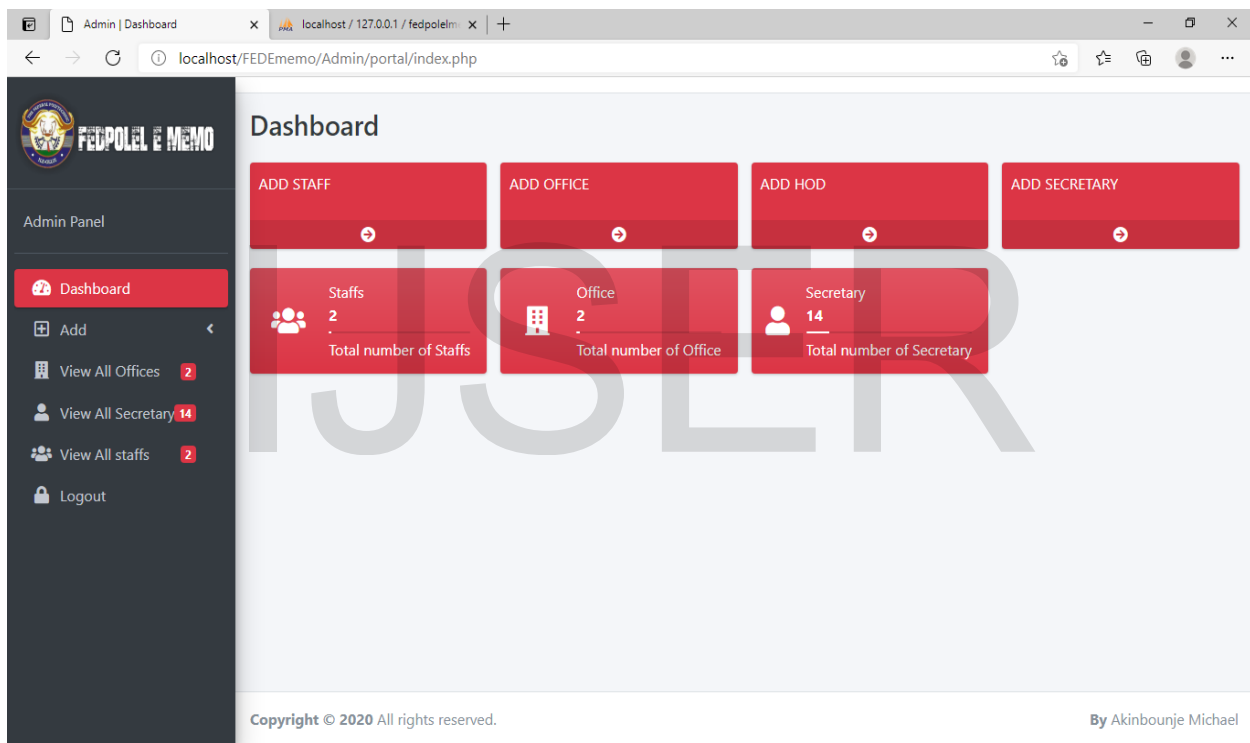 Admin | Dashboard
localhost / 127.0.0.1 / fedpolelm
localhost/FEDEmemo/Admin/portal/index.php
FEDPOLEL E MEMO
Admin Panel
Dashboard
Add
View All Offices 2
View All Secretary 14
View All staffs 2
Logout
Dashboard
ADD STAFF
ADD OFFICE
ADD HOD
ADD SECRETARY
Staffs
2
Total number of Staffs
Office
2
Total number of Office
Secretary
14
Total number of Secretary
IJSER
Copyright © 2020 All rights reserved.
By Akinbounje Michael